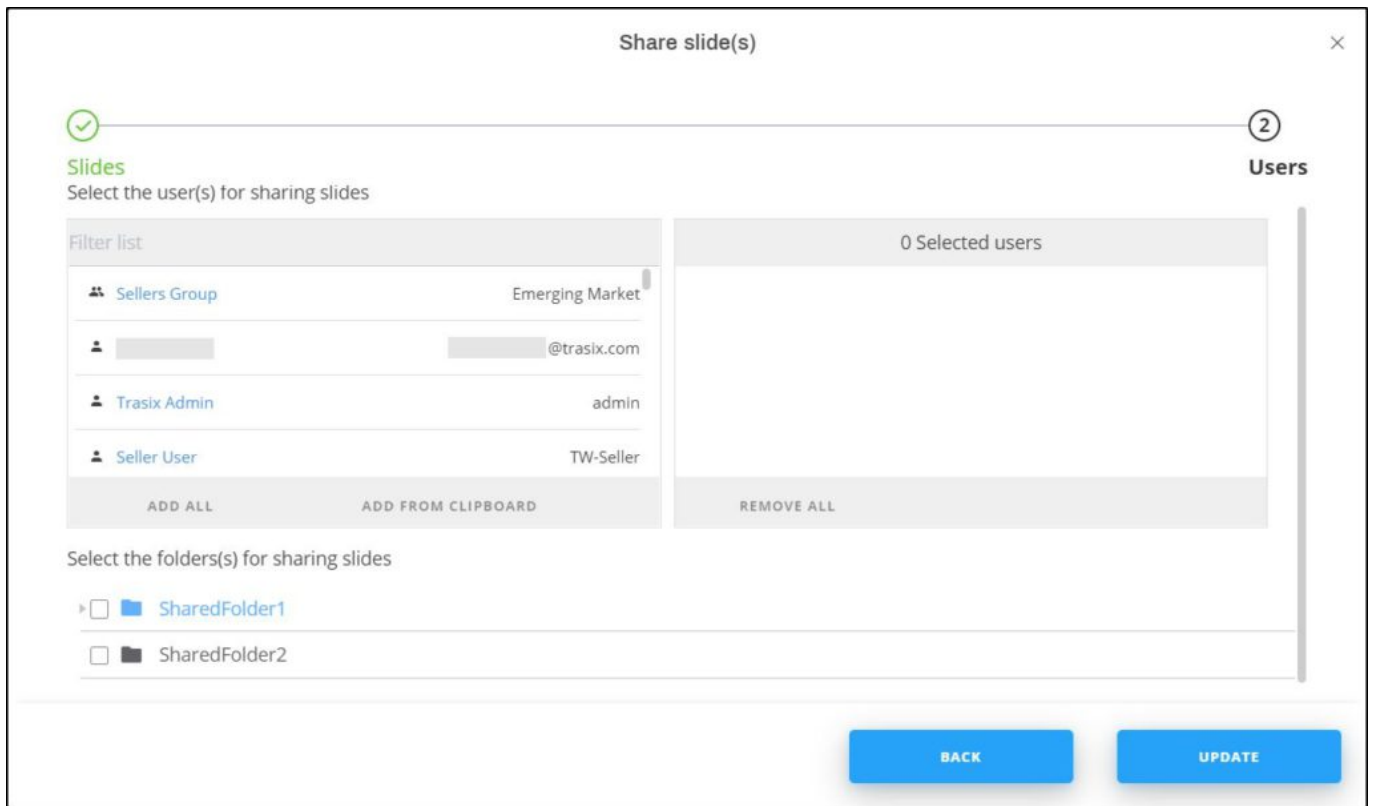 Share slide(s)
2
Slides
Users
Select the user(s) for sharing slides
Filter list
0 Selected users
Sellers Group Emerging Market
@trasix.com
Trasix Admin admin
Seller User TW-Seller
ADD ALL ADD FROM CLIPBOARD REMOVE ALL
Select the folders(s) for sharing slides
SharedFolder1
SharedFolder2
BACK UPDATE